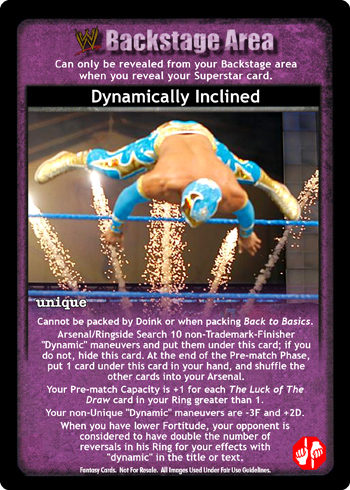 W Backstage Area
Can only be revealed from your Backstage area
when you reveal your Superstar card.
Dynamically Inclined
unique
Cannot be packed by Doink or when packing Back to Basics.
Arsenal/Ringside Search 10 non-Trademark-Finisher
"Dynamic" maneuvers and put them under this card; if you
do not, hide this card. At the end of the Pre-match Phase,
put 1 card under this card in your hand, and shuffle the
other cards into your Arsenal.
Your Pre-match Capacity is +1 for each The Luck of The
Draw card in your Ring greater than 1.
Your non-Unique "Dynamic" maneuvers are -3F and +2D.
When you have lower Fortitude, your opponent is
considered to have double the number of
reversals in his Ring for your effects with
"dynamic" in the title or text.
Fantasy Cards. Not For Resale. All Images Used Under Fair Use Guidelines.